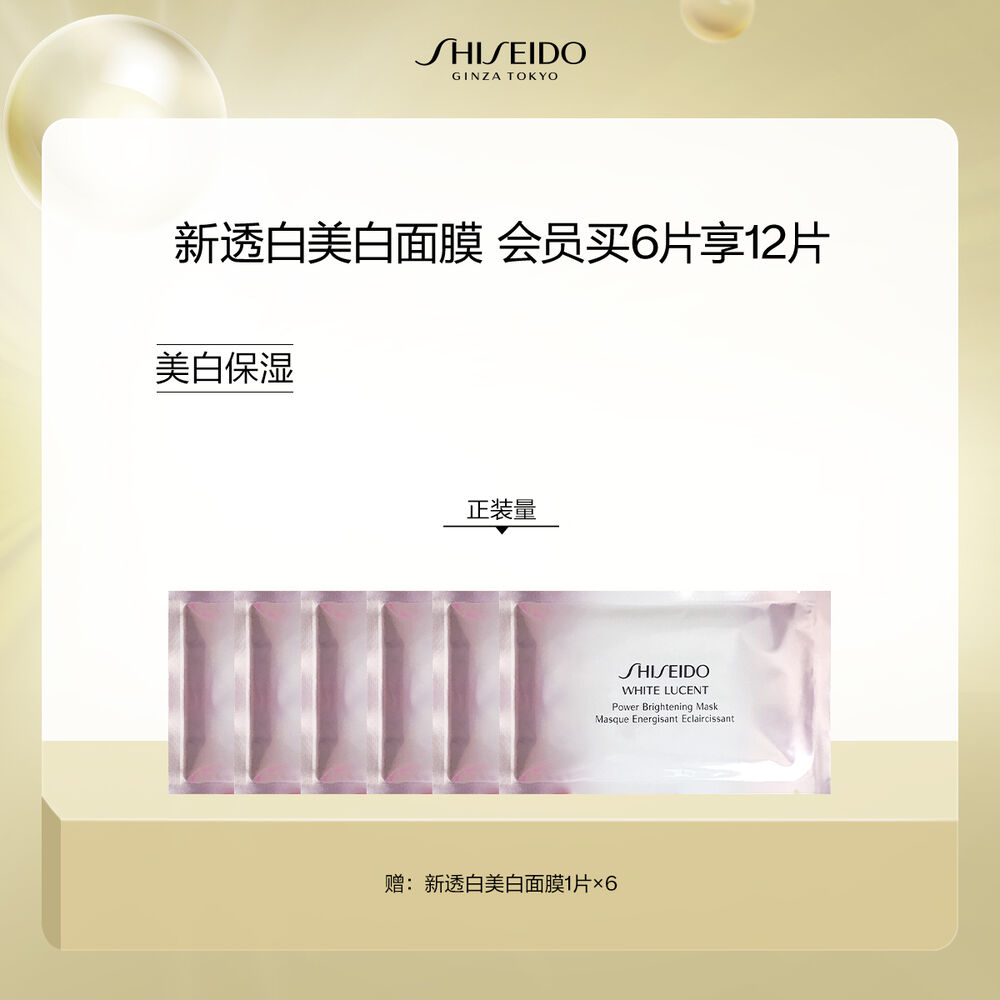 SHISEIDO
GINZA TOKYO
新透白美白面膜 会员买6片享12片
美白保湿
正装量
SHISEIDO
WHITE LUCENT
Power Brightening Mask
Masque Energisant Eclaircissant
赠：新透白美白面膜1片×6